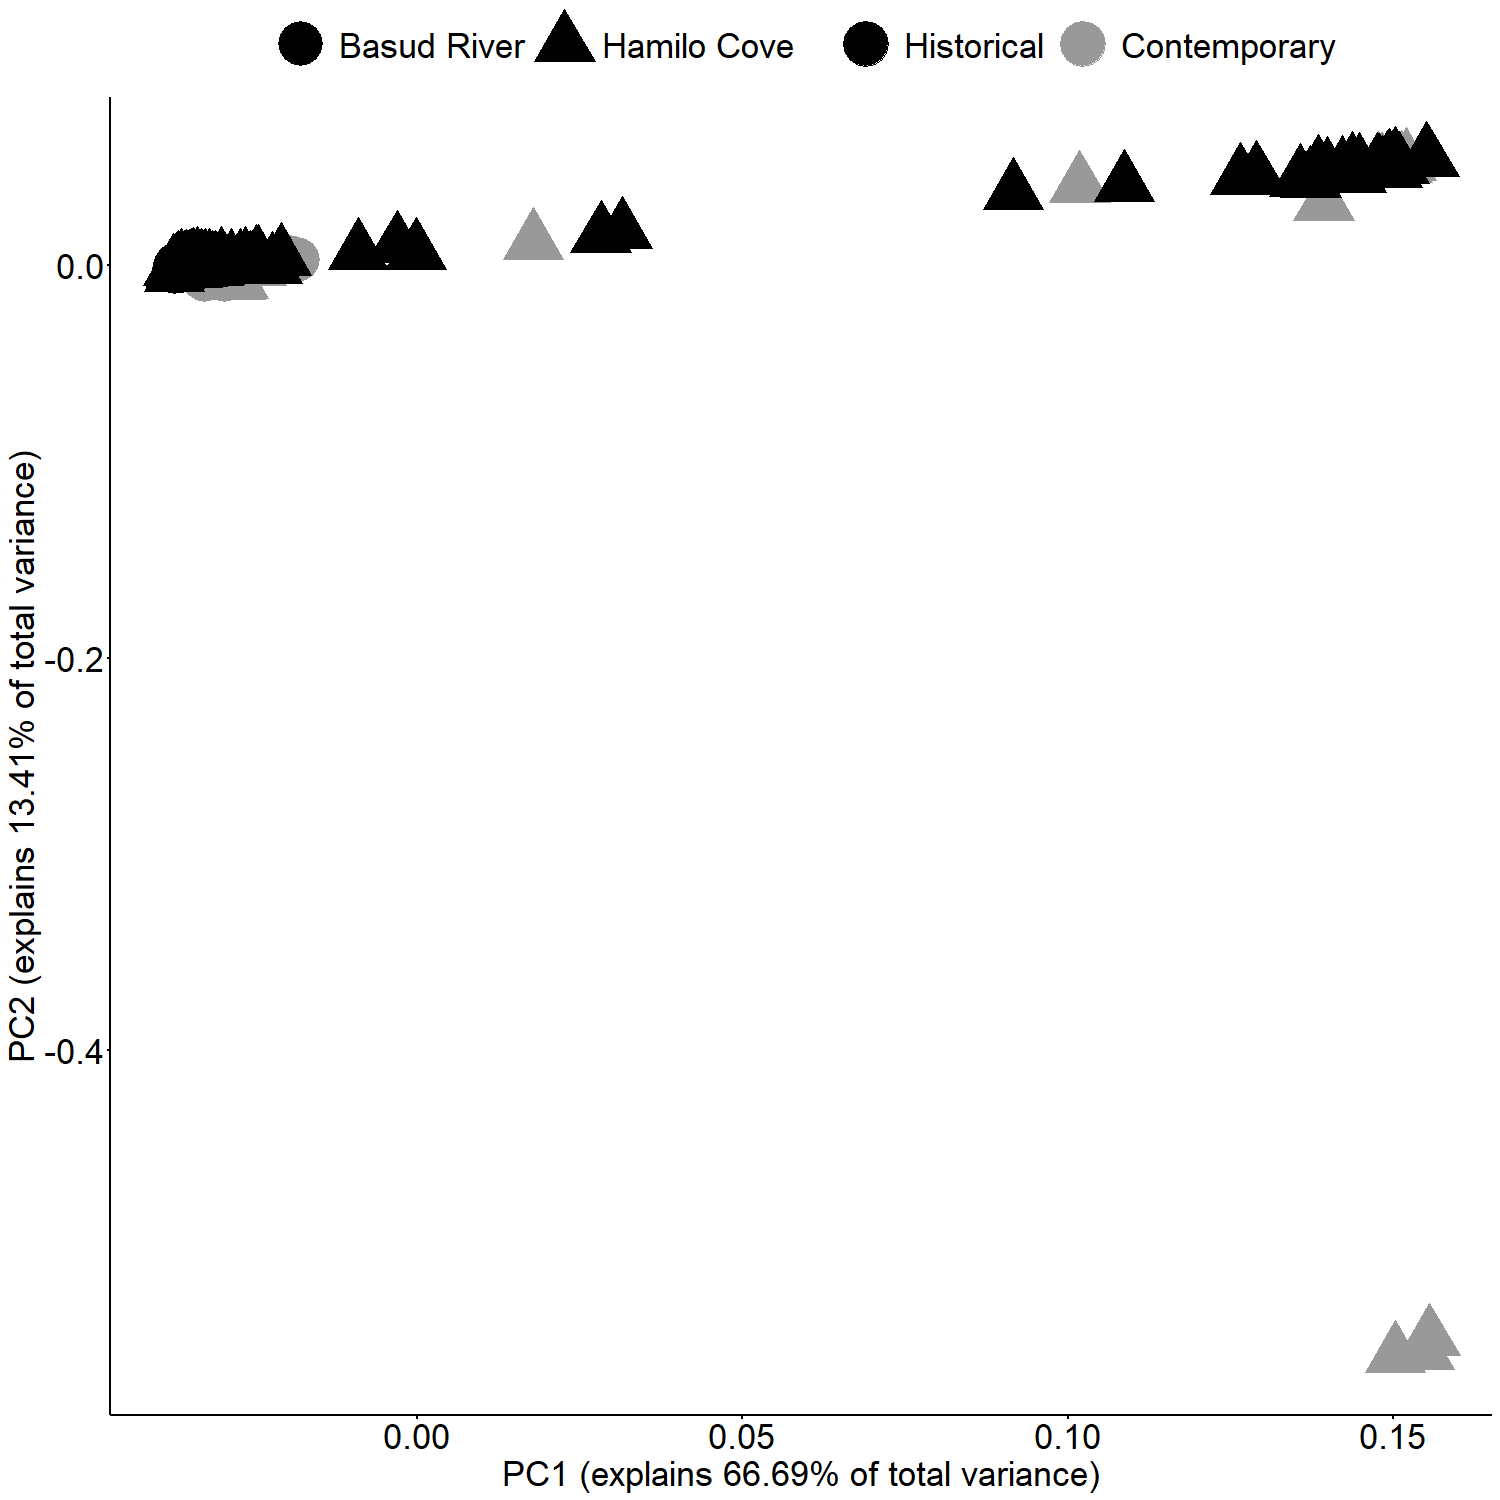 Basud River Hamilo Cove Historical Contemporary
0.0
-0.2
-0.4
PC2 (explains 13.41% of total variance)
0.00 0.05 0.10 0.15
PC1 (explains 66.69% of total variance)